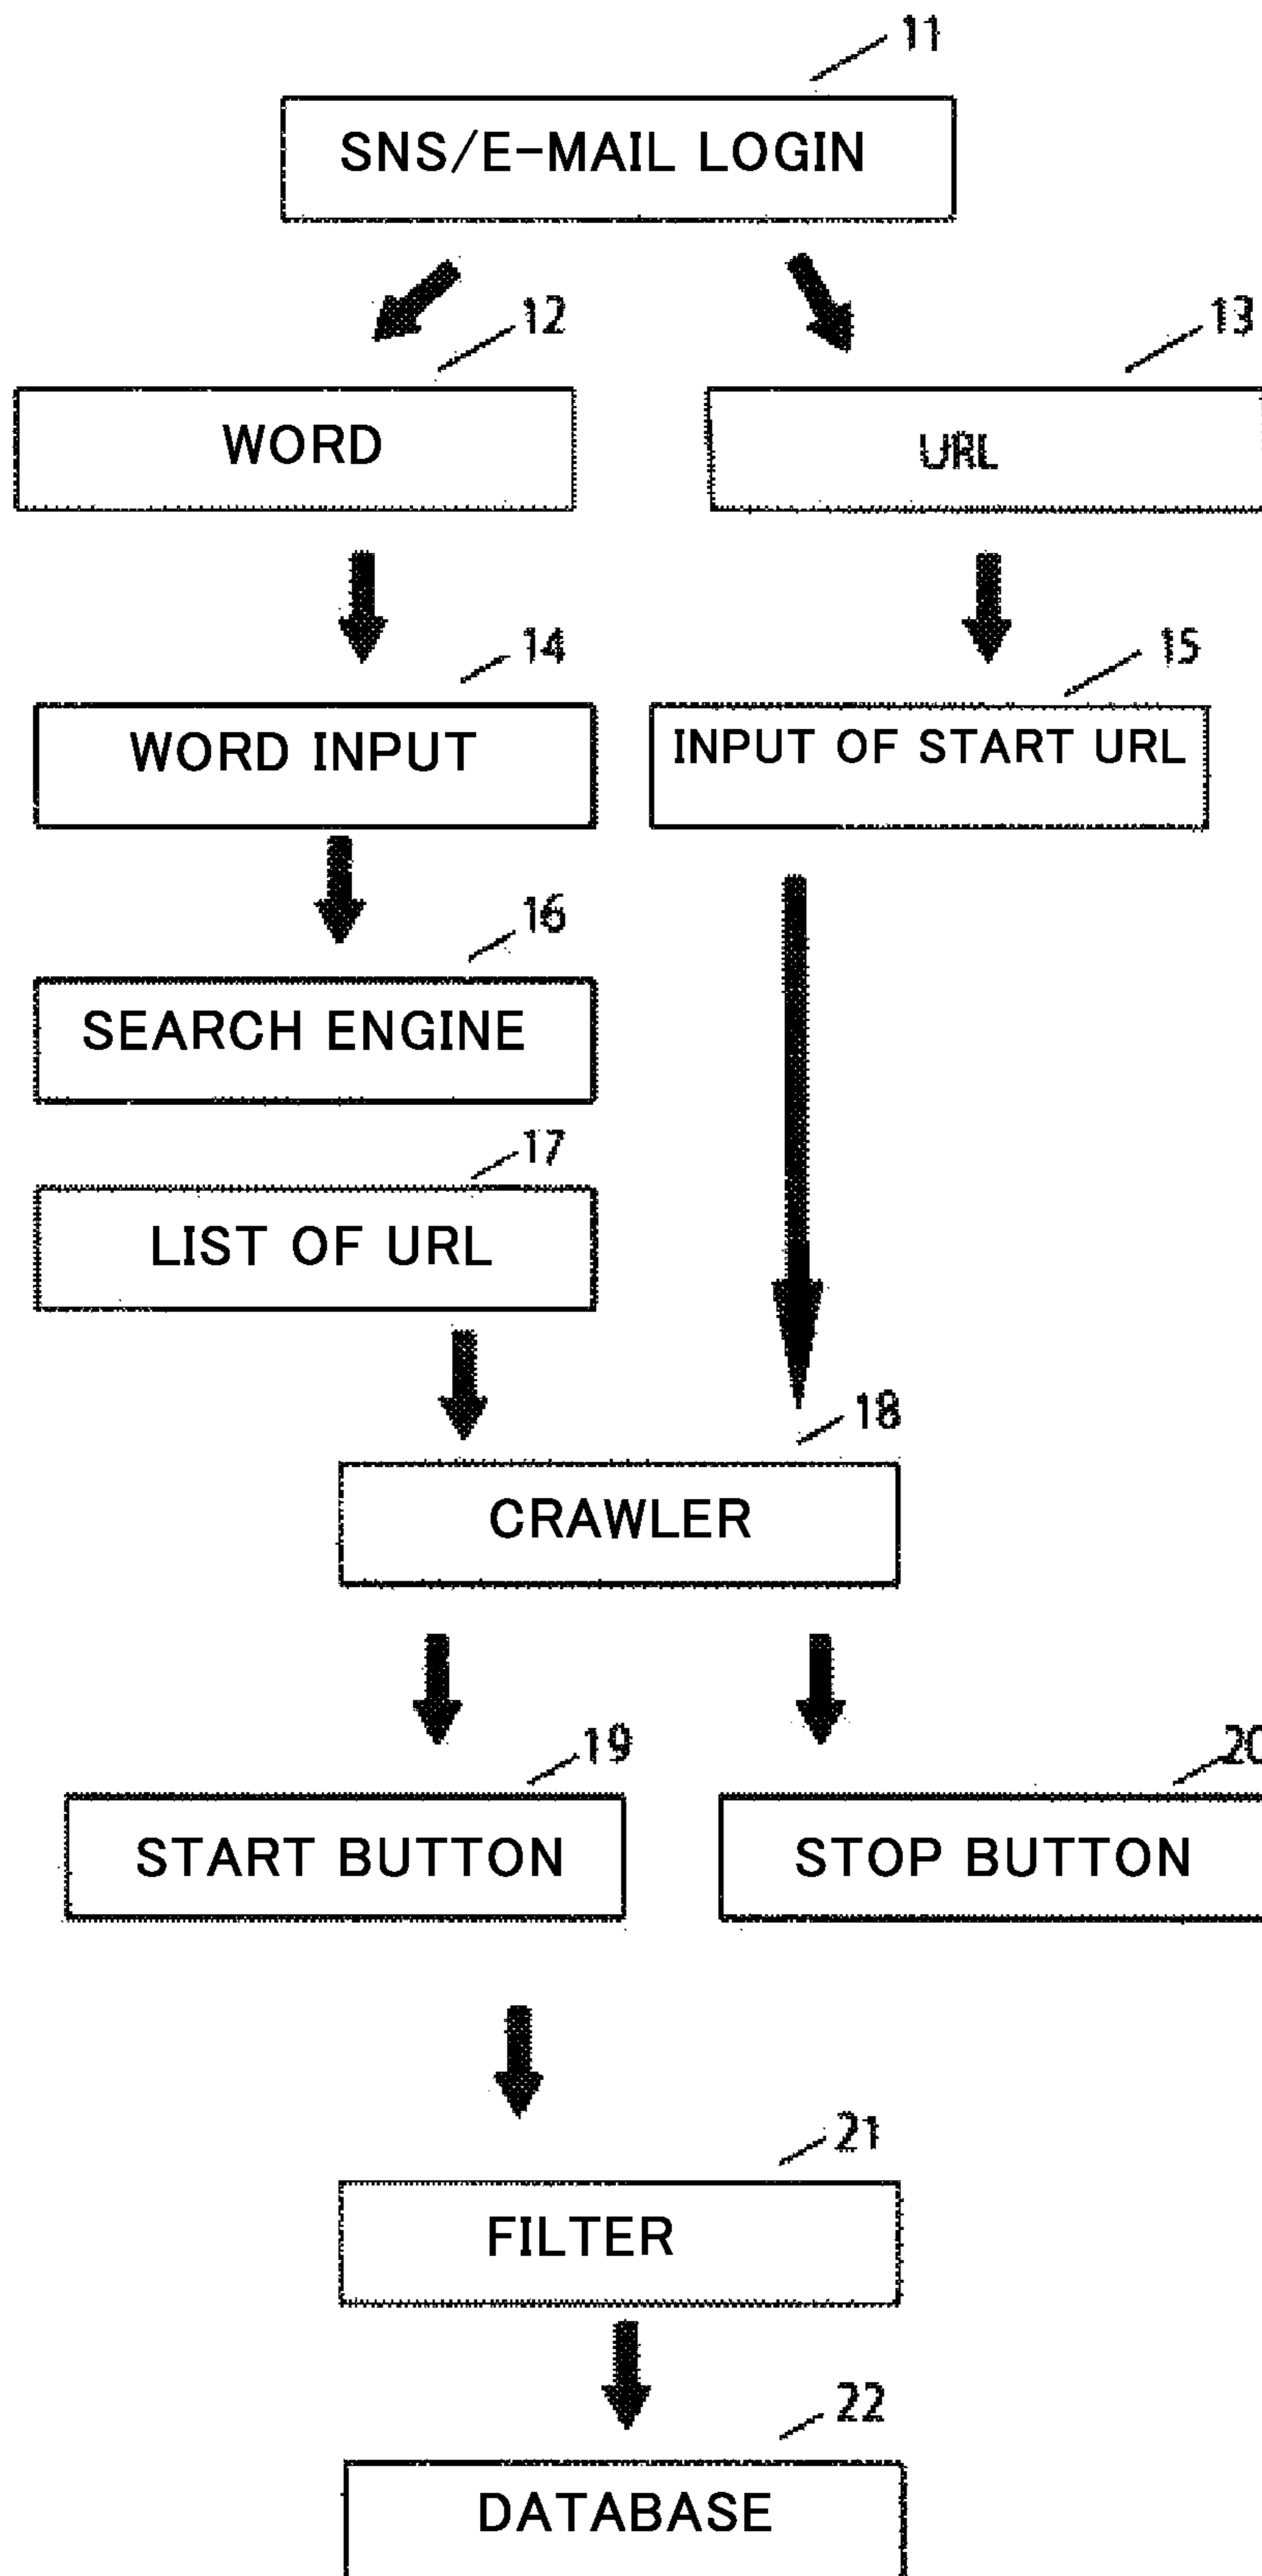 11
SNS/E-MAIL LOGIN
12
13
WORD
URL
14
15
WORD INPUT
INPUT OF START URL
16
SEARCH ENGINE
17
LIST OF URL
18
CRAWLER
19
20
START BUTTON
STOP BUTTON
21
FILTER
22
DATABASE